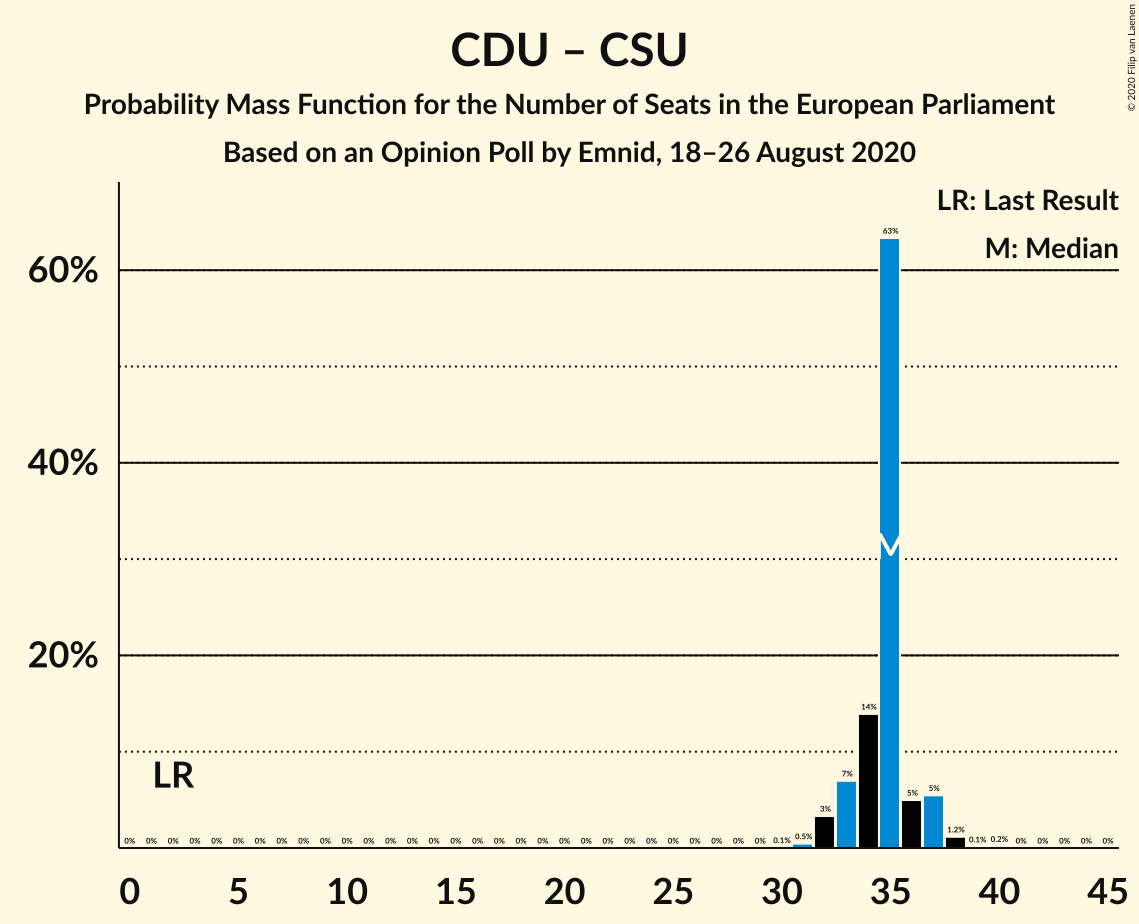 CDU – CSU
Probability Mass Function for the Number of Seats in the European Parliament
Based on an Opinion Poll by Emnid, 18–26 August 2020
© 2020 Filip van Laenen
LR: Last Result
M: Median
60%
40%
20%
63%
M
14%
LR
7%
5%
5%
3%
1.2%
0% 0% 0% 0% 0% 0% 0% 0% 0% 0% 0% 0% 0% 0% 0% 0% 0% 0% 0% 0% 0% 0% 0% 0% 0% 0% 0% 0% 0% 0% 0.1% 0.5% 0.1% 0.2% 0% 0% 0% 0% 0%
0 5 10 15 20 25 30 35 40 45